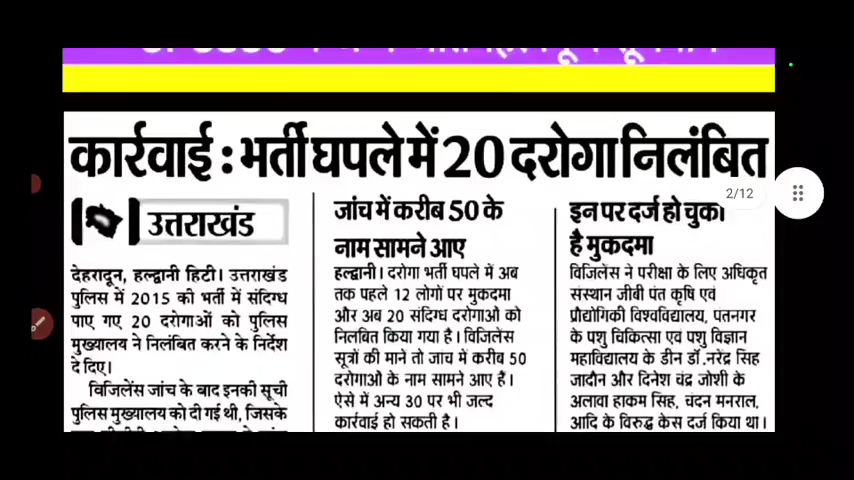 कार्रवाई : भर्ती घपले में 20 दरोगा निलंबित
2/12
उत्तराखंड
देहरादून, हल्द्वानी हिटी। उत्तराखंड
पुलिस में 2015 की भर्ती में संदिग्ध
पाए गए 20 दरोगाओं को पुलिस
मुख्यालय ने निलंबित करने के निर्देश
दे दिए।
विजिलेंस जांच के बाद इनकी सूची
पुलिस मुख्यालय को दी गई थी, जिसके
जांच में करीब 50 के
नाम सामने आए
हल्द्वानी। दरोगा भर्ती घपले में अब
तक पहले 12 लोगों पर मुकदमा
और अब 20 संदिग्ध दरोगाओं को
निलबित किया गया है। विजिलेंस
सूत्रों की माने तो जाच में करीब 50
दरोगाओं के नाम सामने आए हैं।
ऐसे में अन्य 30 पर भी जल्द
कार्रवाई हो सकती है।
इन पर दर्ज हो चुका
है मुकदमा
विजिलेंस ने परीक्षा के लिए अधिकृत
संस्थान जीबी पंत कृषि एवं
प्रौद्योगिकी विश्वविद्यालय, पतनगर
के पशु चिकित्सा एवं पशु विज्ञान
महाविद्यालय के डीन डॉ.नरेंद्र सिंह
जादौन और दिनेश चंद्र जोशी के
अलावा हाकम सिंह, चंदन मनराल,
आदि के विरुद्ध केस दर्ज किया था।